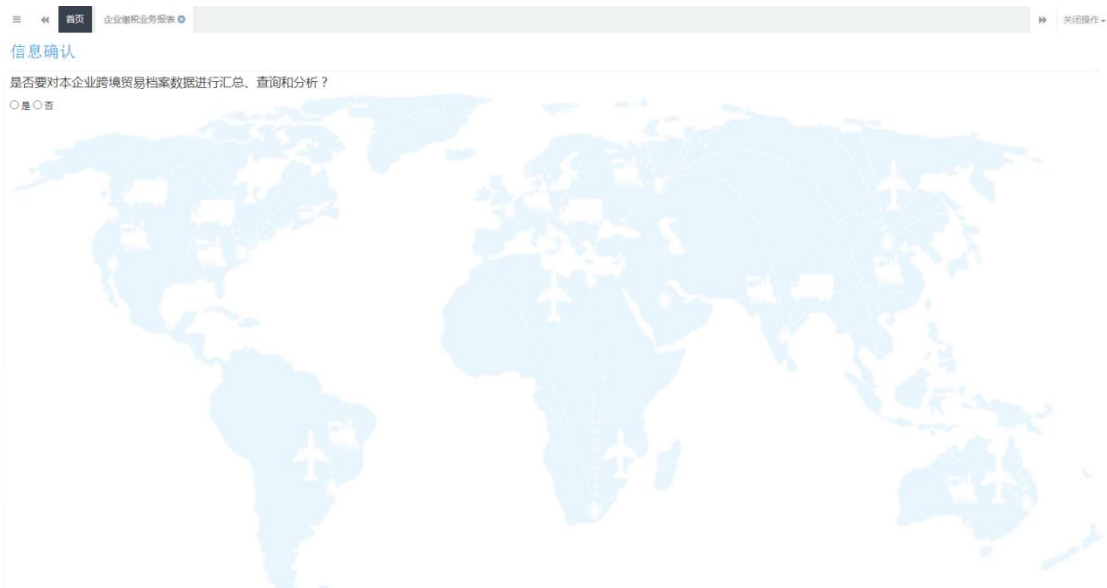 首页 企业缴税业务报表 关闭操作
信息确认
是否要对本企业跨境贸易档案数据进行汇总、查询和分析？
是 否